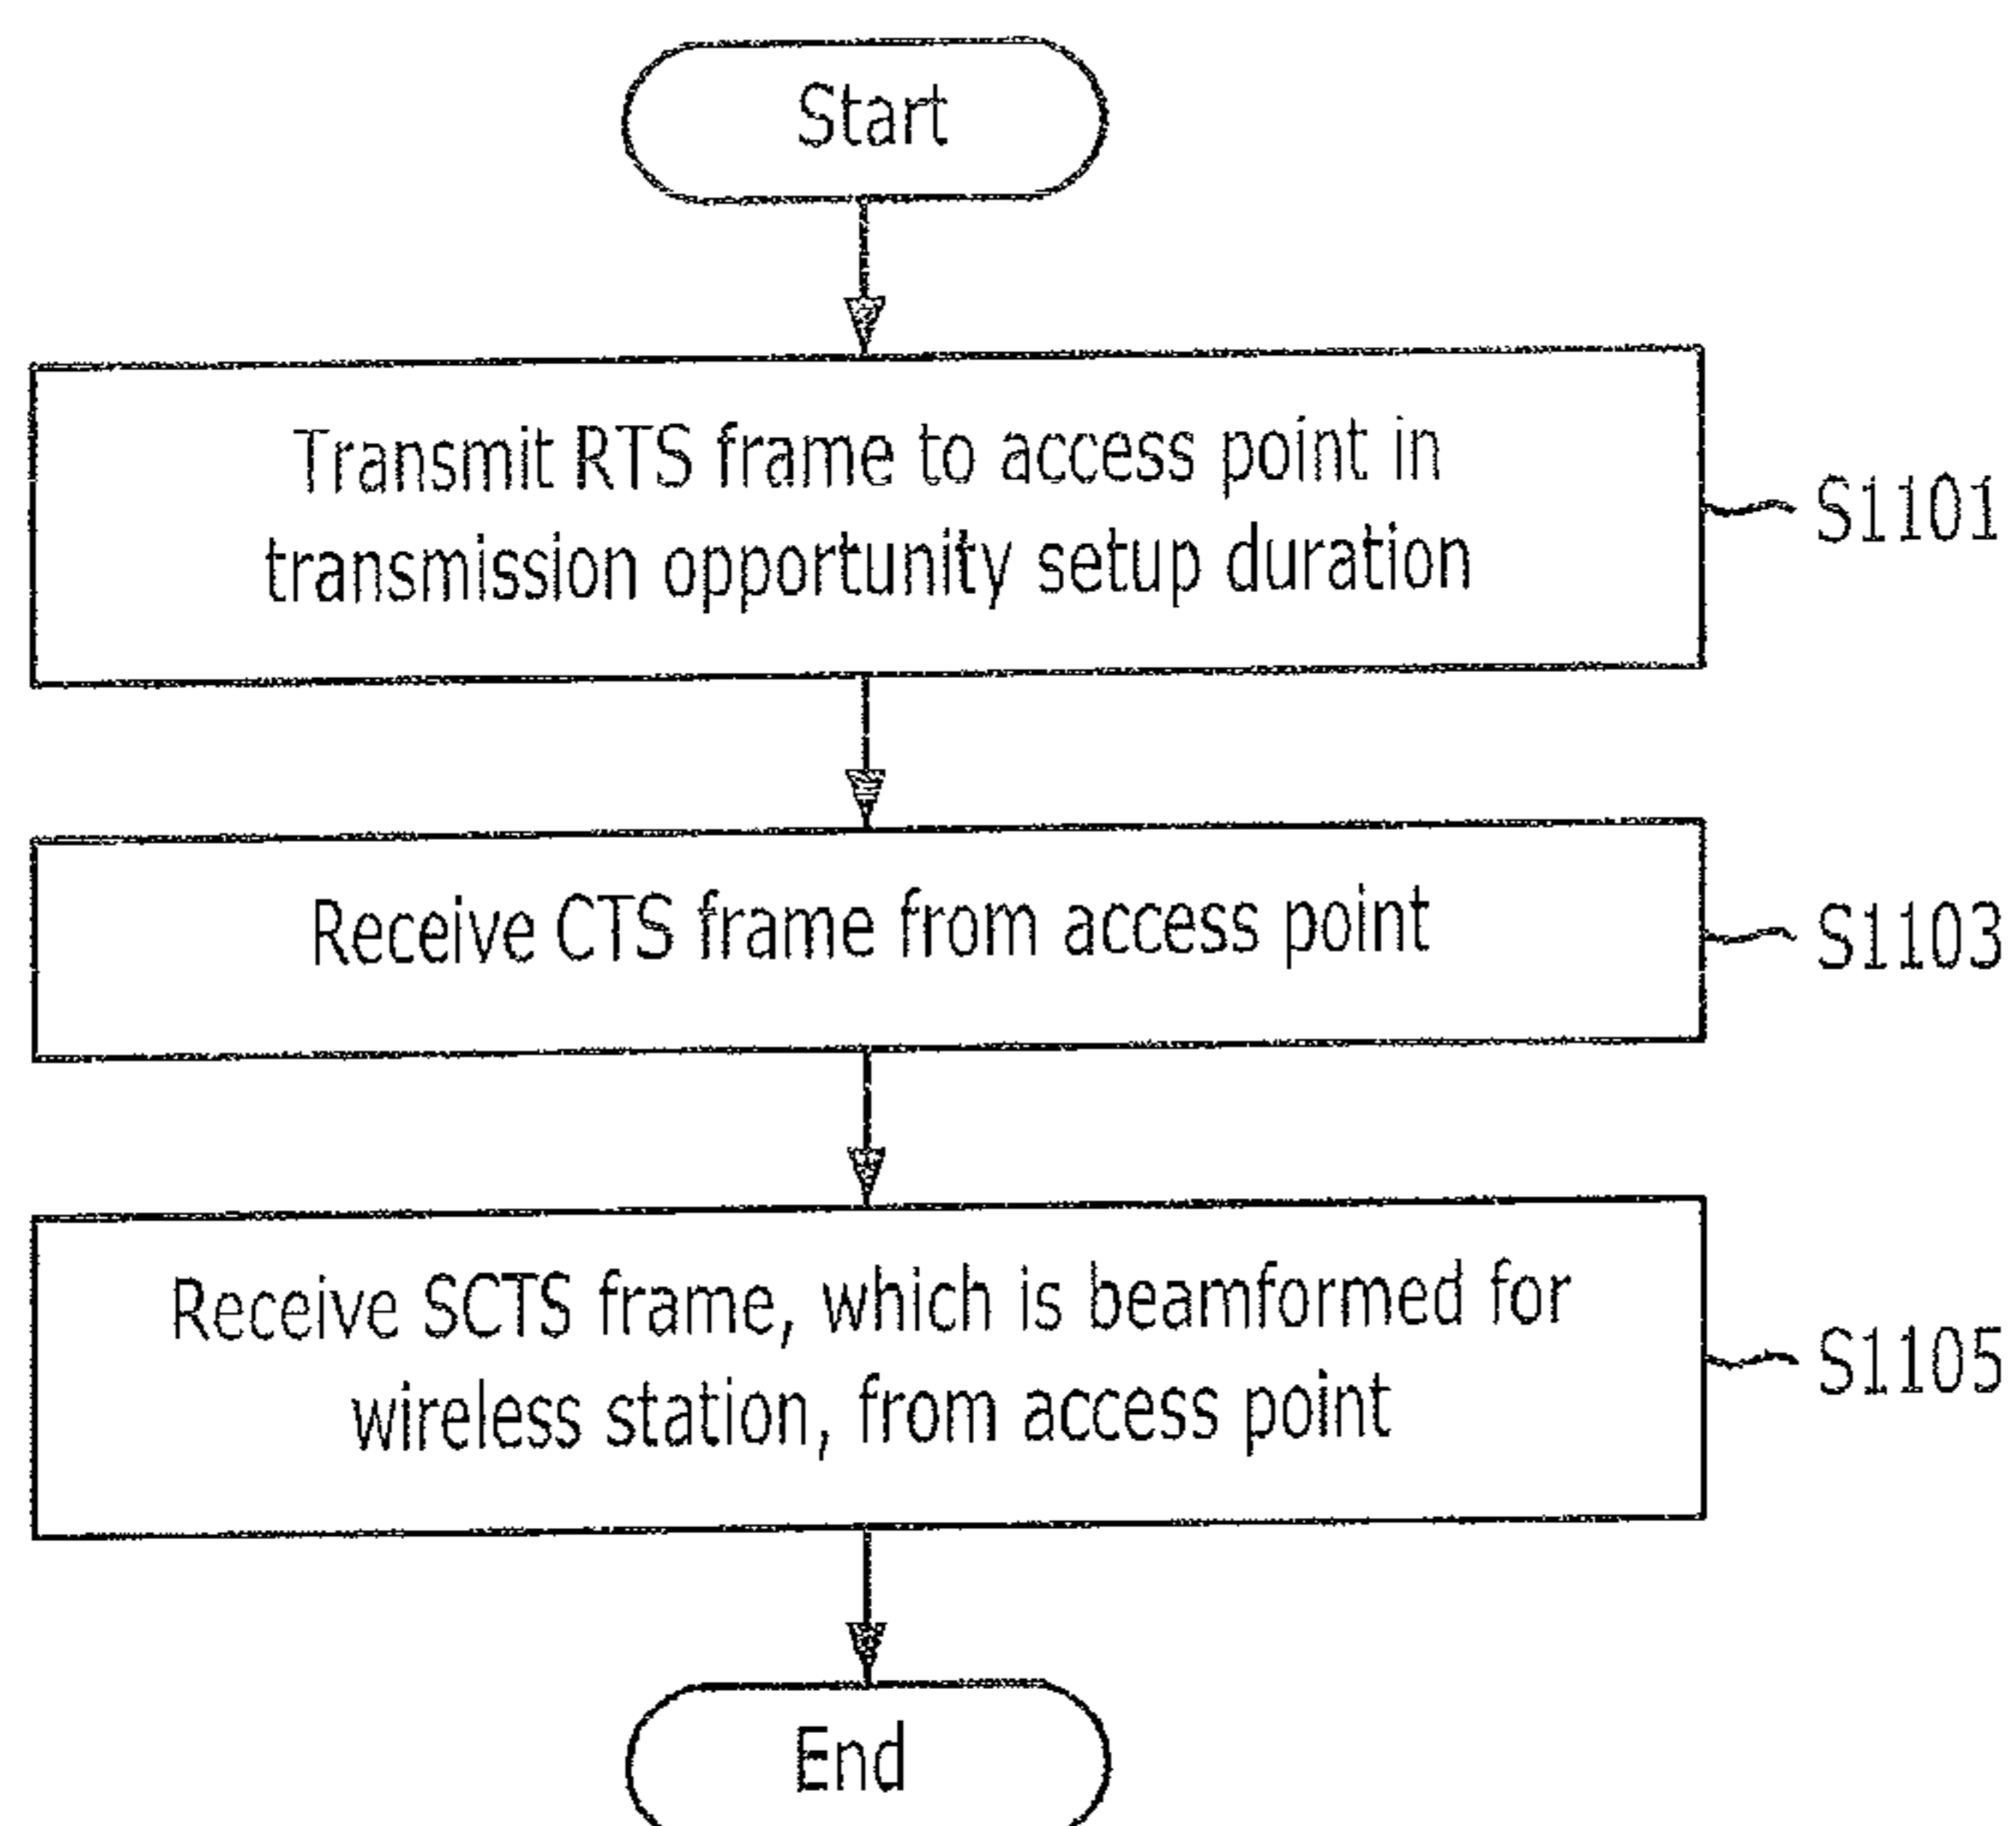 Start
Transmit RTS frame to access point in
transmission opportunity setup duration
S1101
Receive CTS frame from access point
S1103
Receive SCTS frame, which is beamformed for
wireless station, from access point
S1105
End